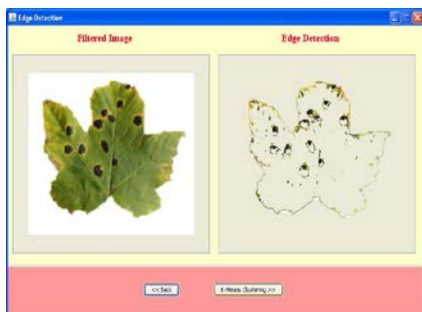 Edge Detection
Filtered Image
Edge Detection
<< Back
K-Means Clustering >>